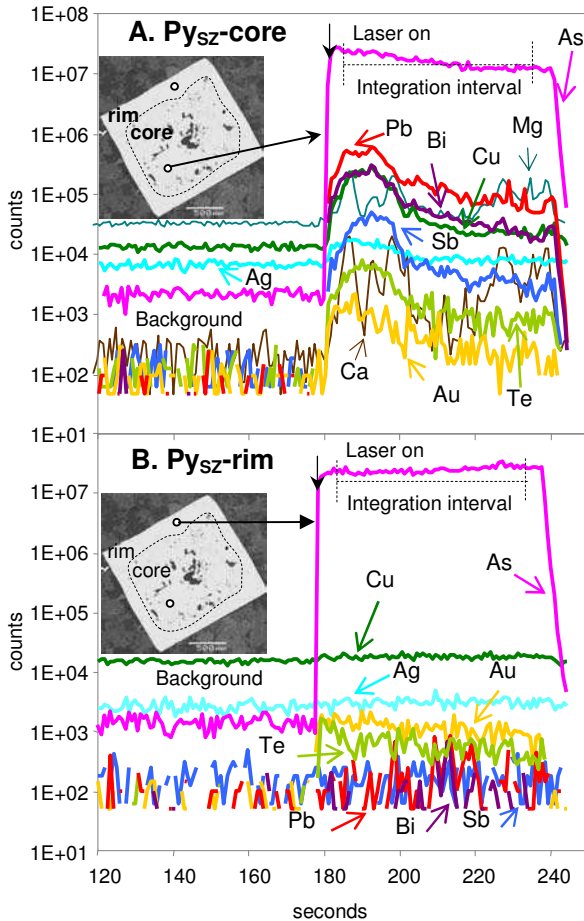 1E+08
A. PySZ-core
Laser on
As
1E+07
Integration interval
rim
core
Pb
Bi
Mg
1E+06
Cu
500μm
1E+05
counts
Sb
1E+04
Ag
1E+03
Background
1E+02
Ca
Au
Te
1E+01
B. PySZ-rim
Laser on
1E+07
Integration interval
rim
core
1E+06
Cu
As
500μm
1E+05
counts
1E+04
Background
Ag
Au
1E+03
Te
1E+02
Pb
Bi
Sb
1E+01
120 140 160 180 200 220 240
seconds